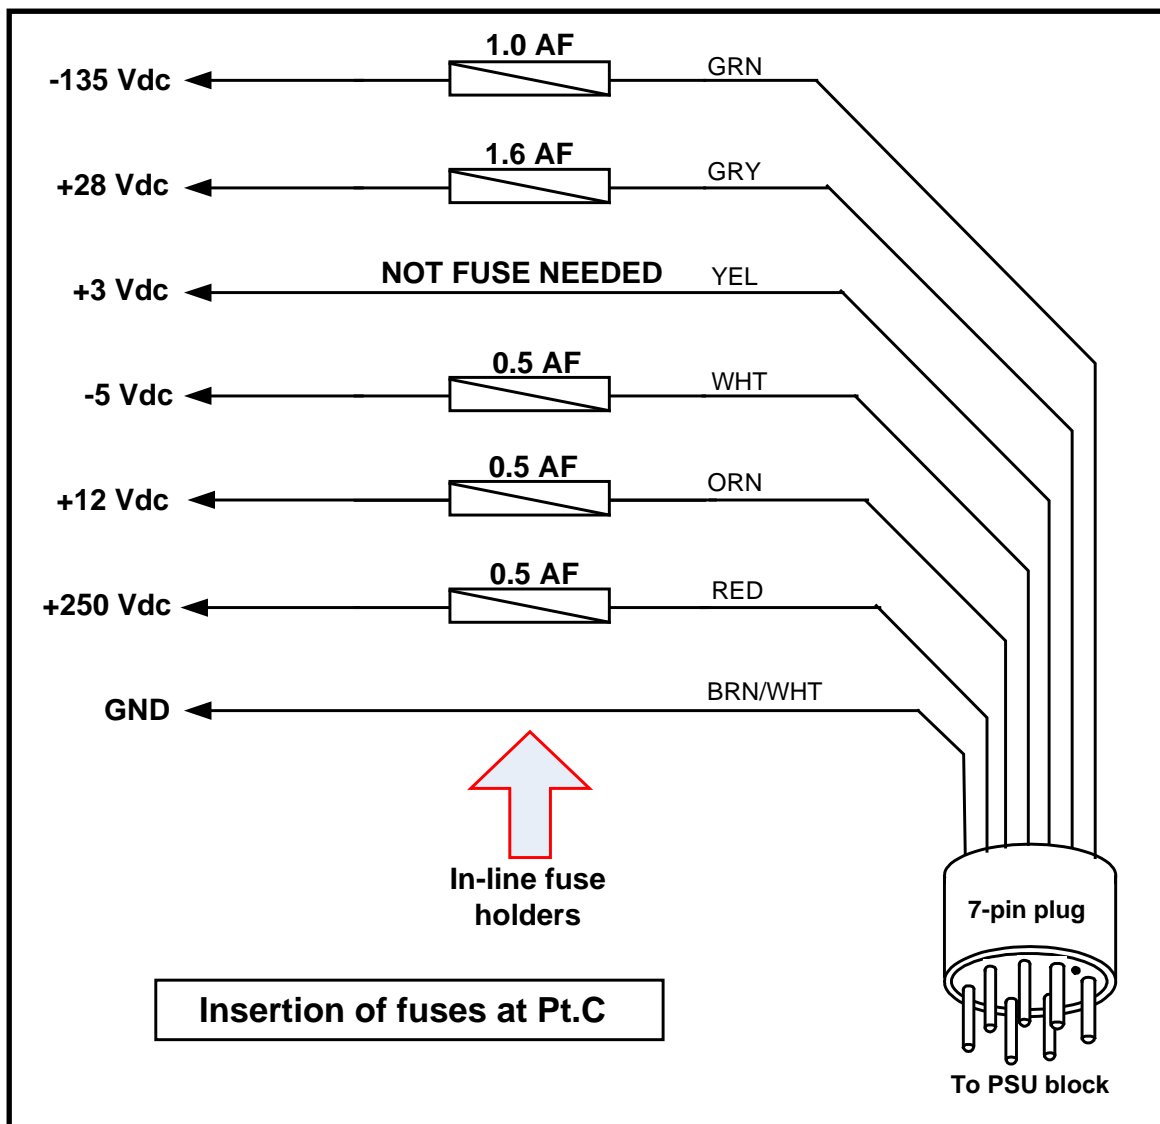 1.0 AF
-135 Vdc
GRN
1.6 AF
+28 Vdc
GRY
NOT FUSE NEEDED
+3 Vdc
YEL
0.5 AF
-5 Vdc
WHT
0.5 AF
+12 Vdc
ORN
0.5 AF
+250 Vdc
RED
GND
BRN/WHT
In-line fuse
holders
7-pin plug
Insertion of fuses at Pt.C
To PSU block